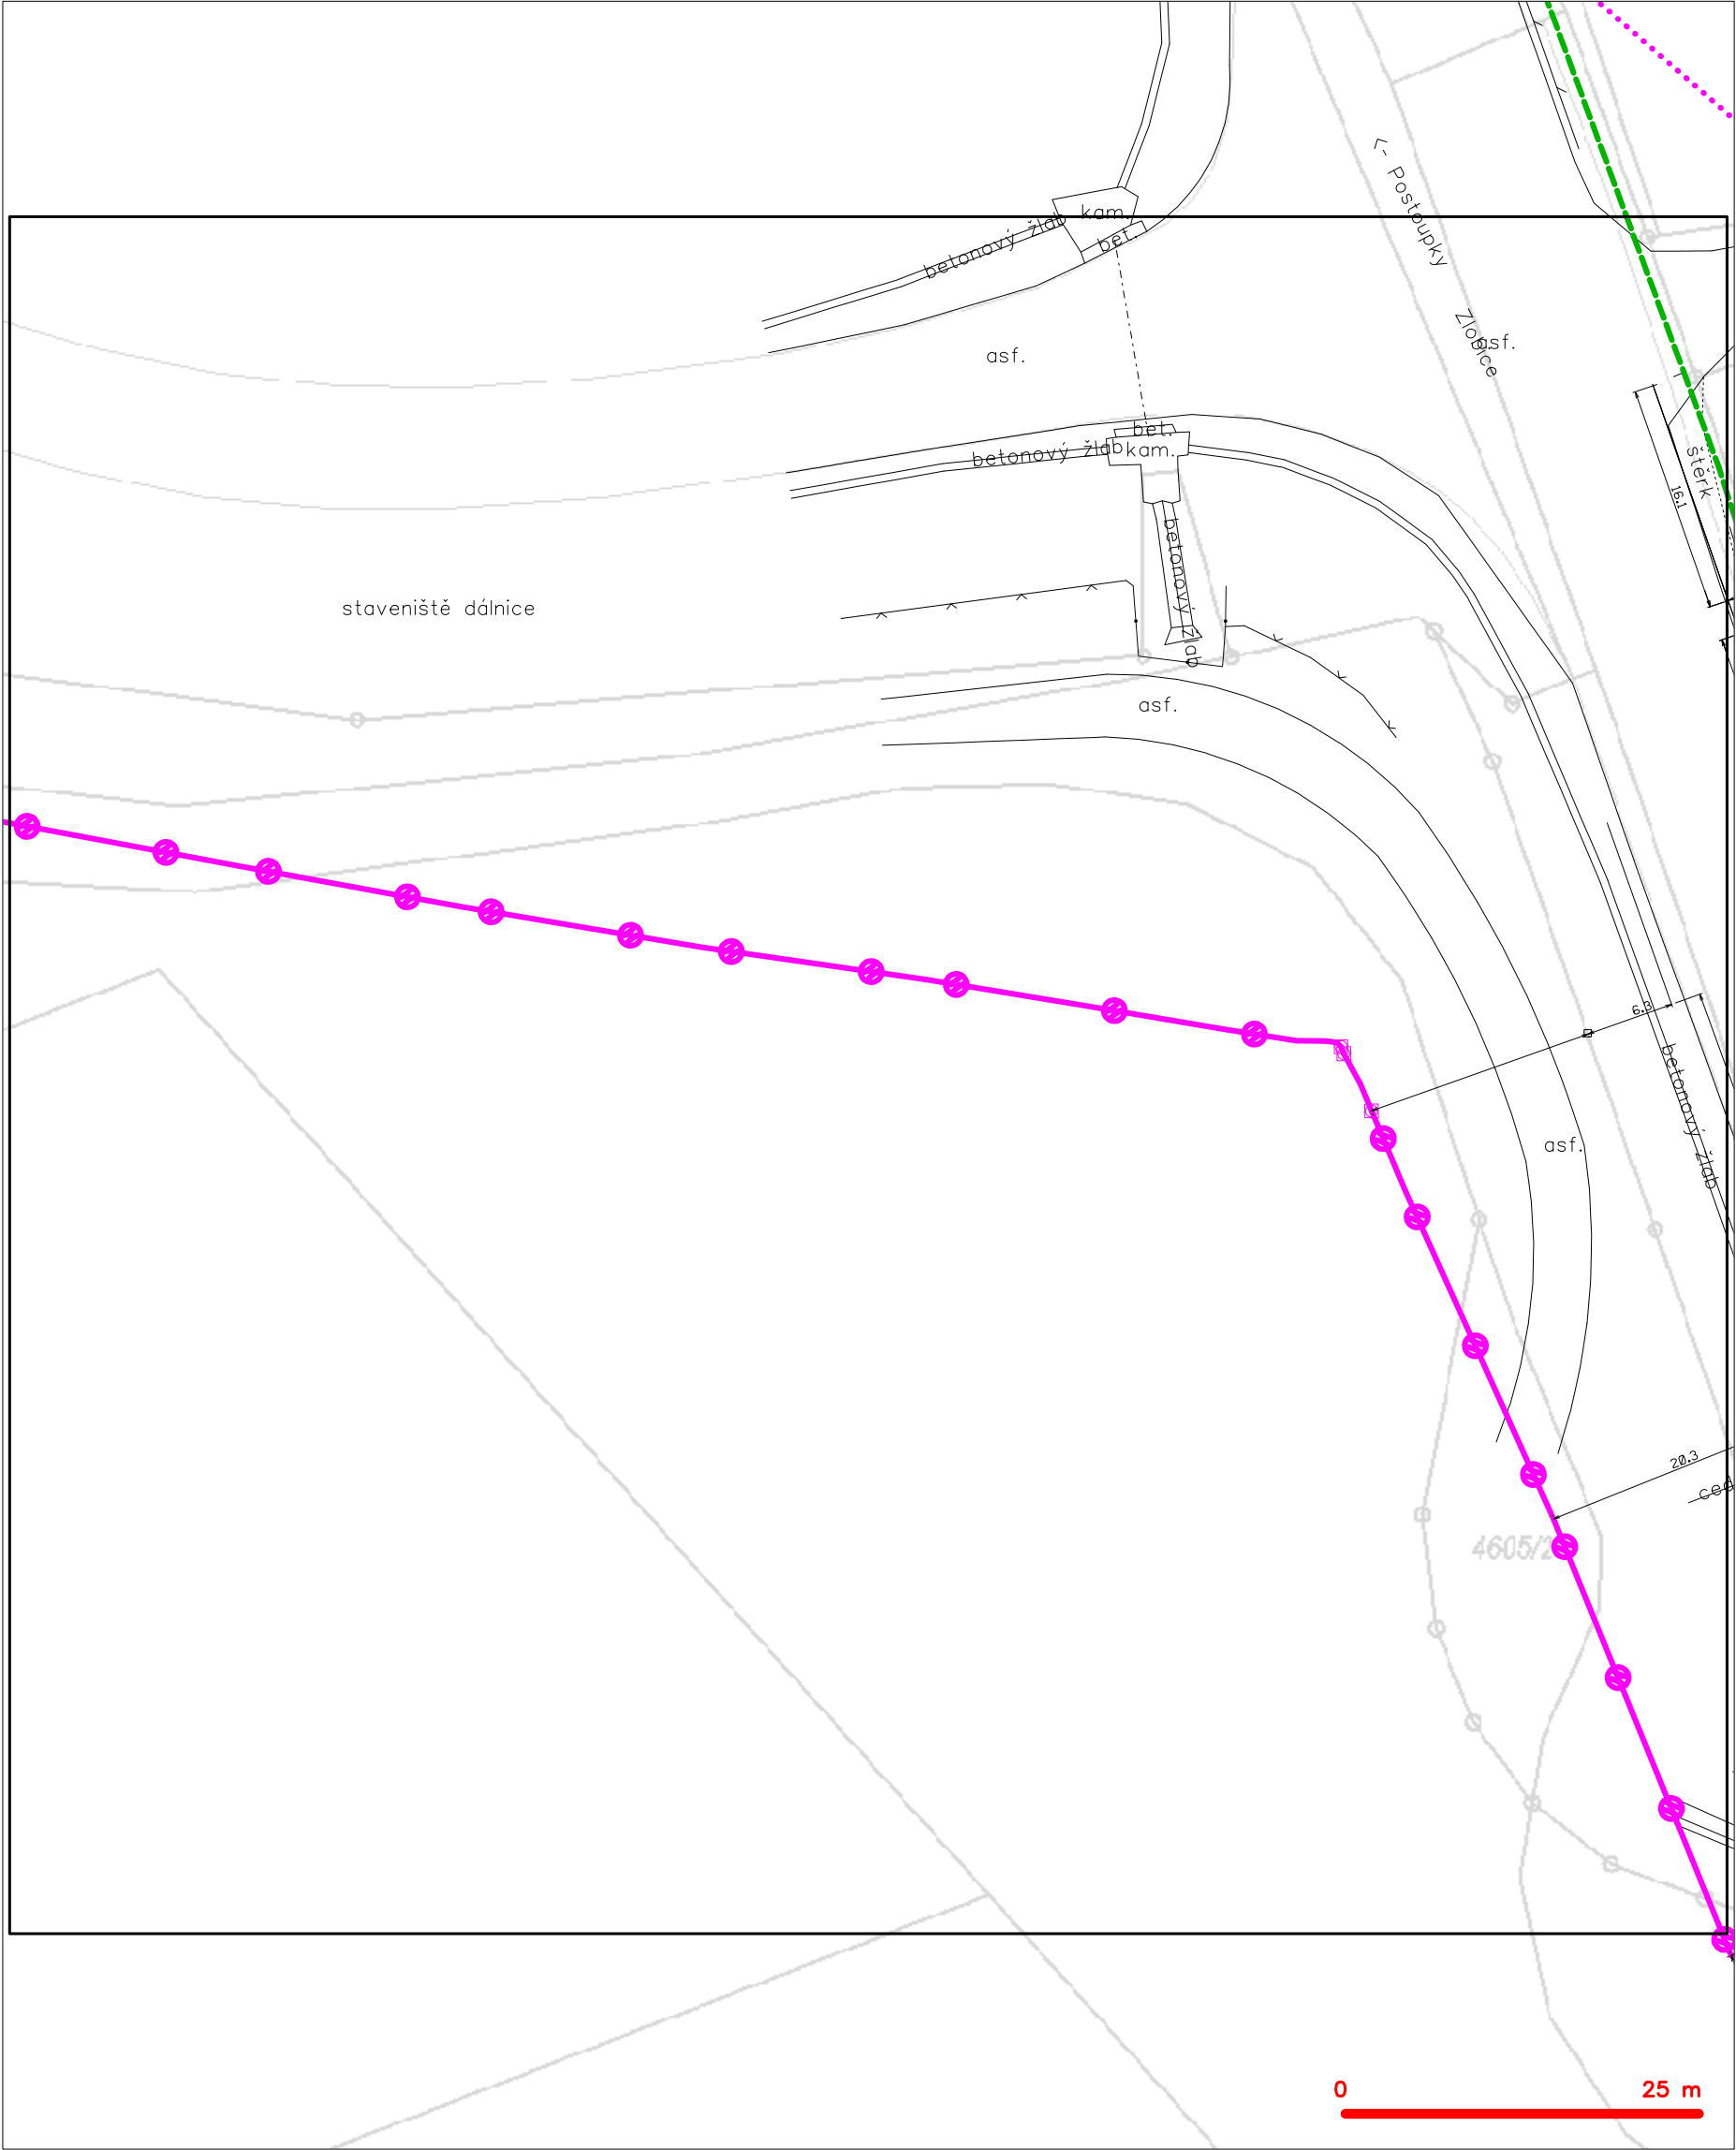 <- Postoupky
kam.
betonový žlab
bet.
Zlobice
asf.
asf.
bet.
betonový žlab
kam.
štěrk
16.1
betonový žlab
staveniště dálnice
asf.
6.3
betonový žlab
asf.
20.3
4605/2
0
25 m